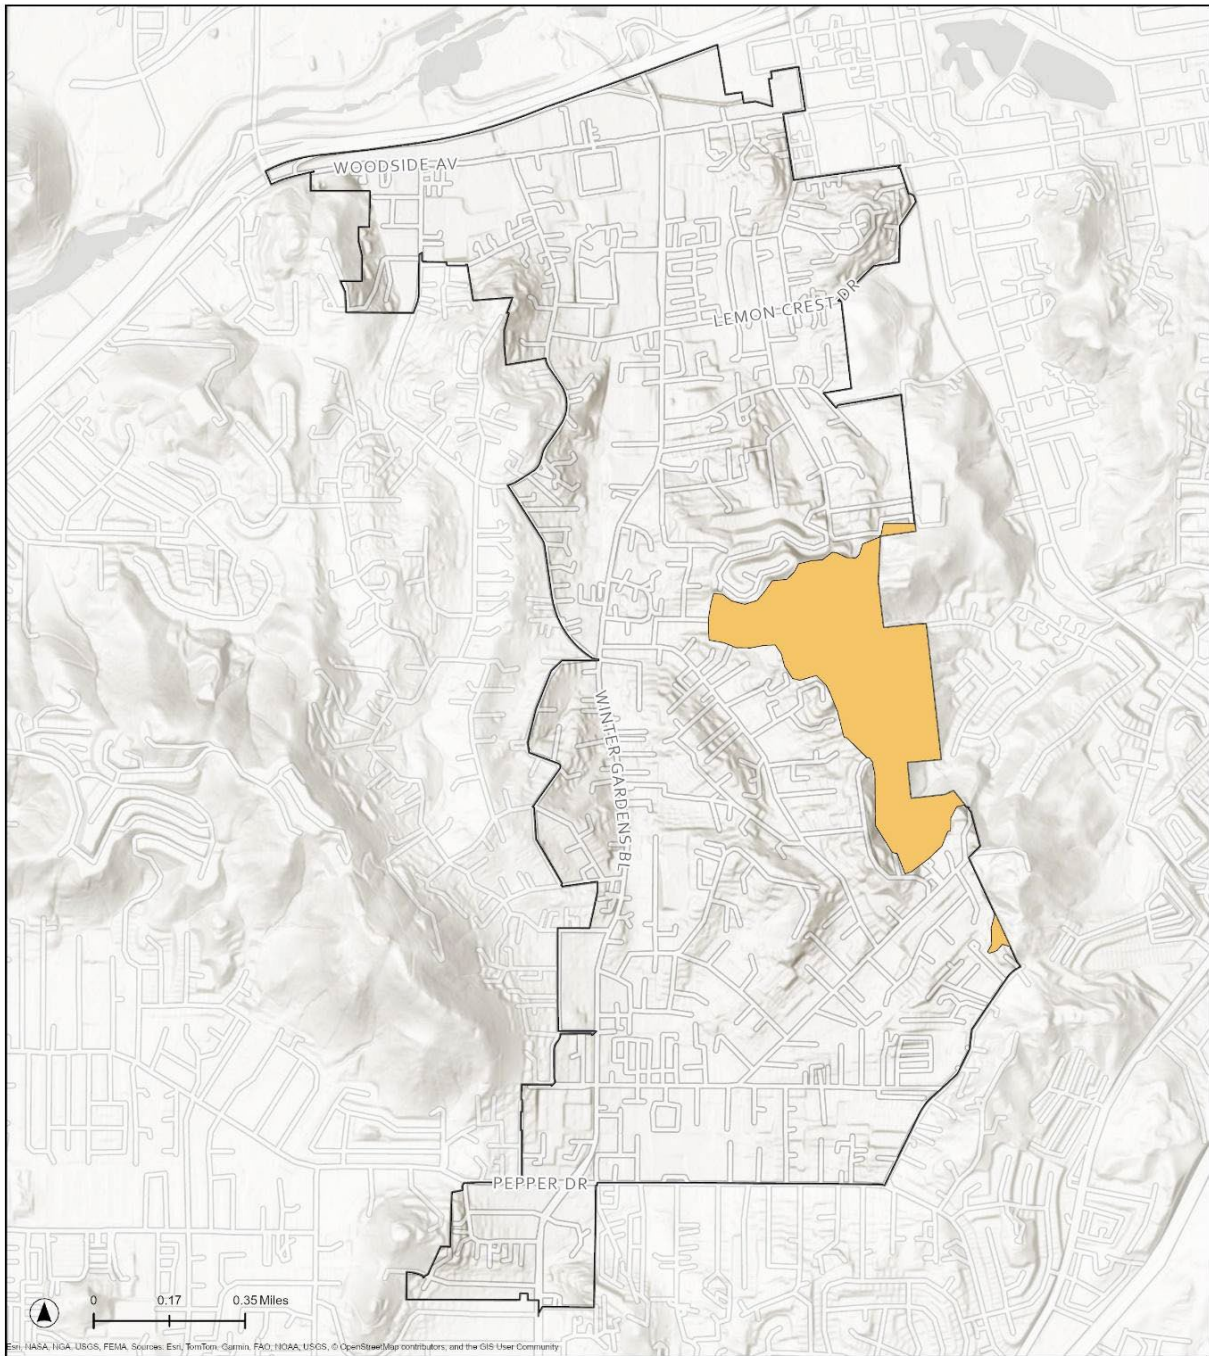 WOODSIDE AV
LEMON CREST DR
WINTER GARDENS BL
PEPPER DR
0 0.17 0.35 Miles
Esri, NASA, NGA, USGS, FEMA, Sources: Esri, TomTom, Garmin, FAO, NOAA, USGS, © OpenStreetMap contributors, and the GIS User Community